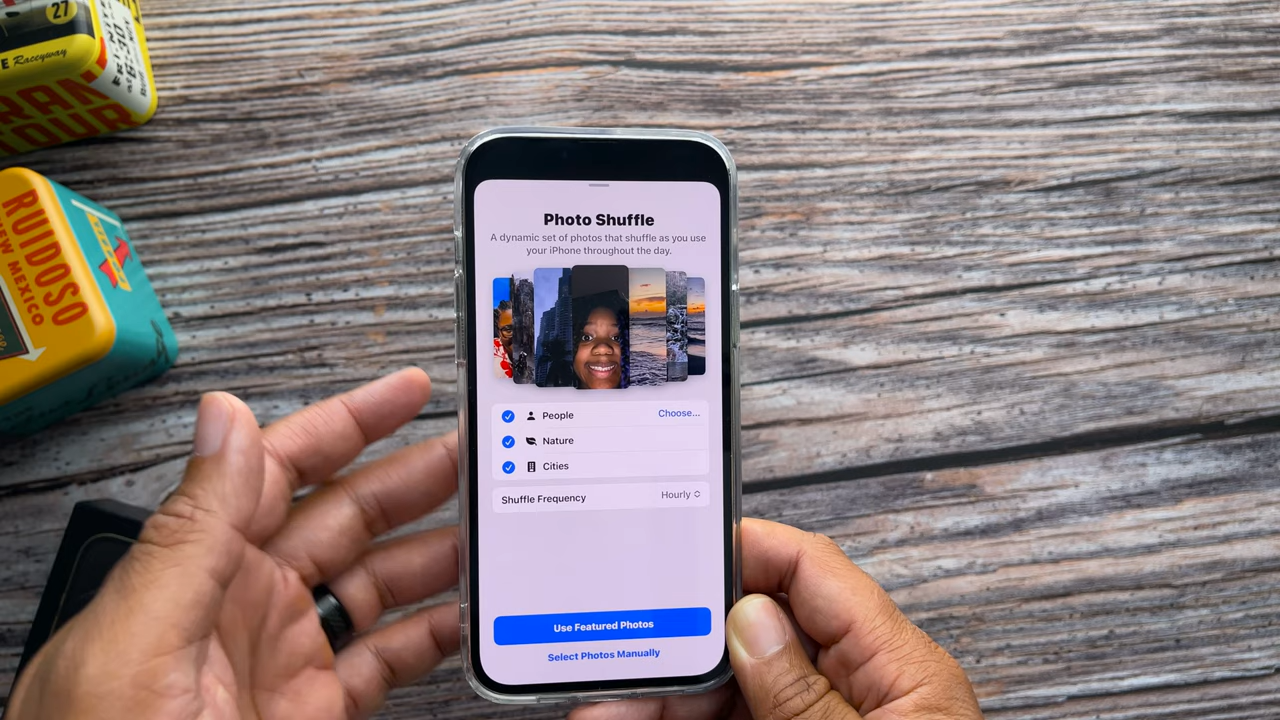 27
Raceway
RUIDOSO
NEW MEXICO
Photo Shuffle
A dynamic set of photos that shuffle as you use
your iPhone throughout the day.
People Choose...
Nature
Cities
Shuffle Frequency Hourly
Use Featured Photos
Select Photos Manually